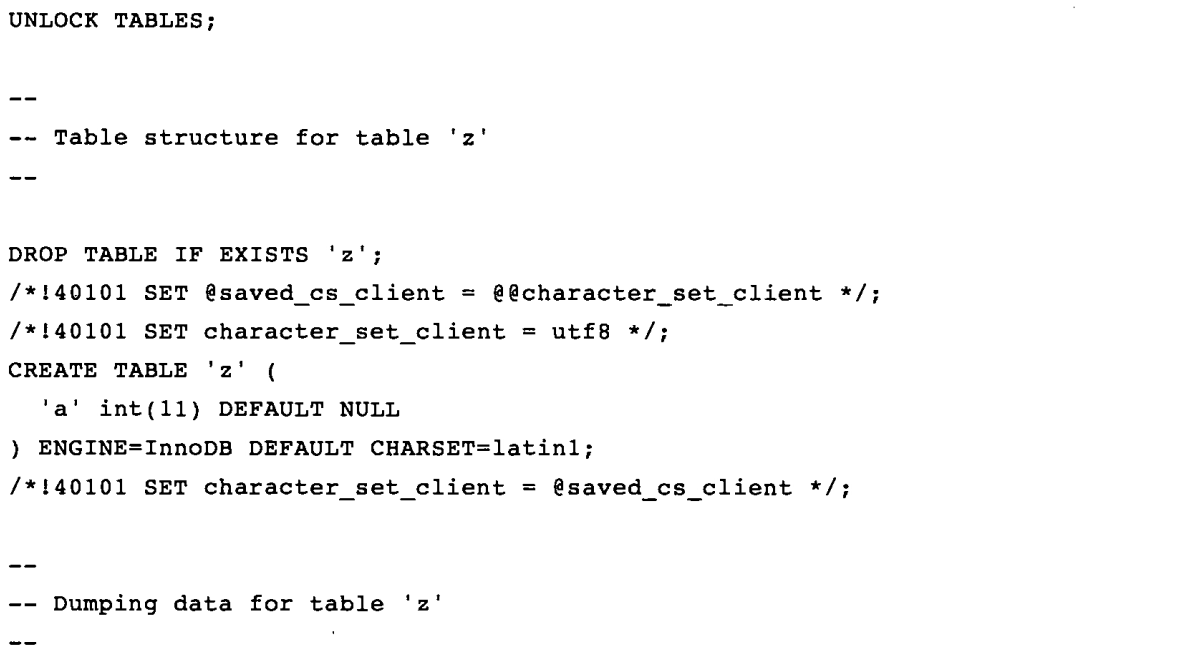 UNLOCK TABLES;
--
-- Table structure for table 'z'
--
DROP TABLE IF EXISTS 'z';
/*!40101 SET @saved_cs_client = @@character_set_client */;
/*!40101 SET character_set_client = utf8 */;
CREATE TABLE 'z' (
  'a' int(11) DEFAULT NULL
) ENGINE=InnoDB DEFAULT CHARSET=latin1;
/*!40101 SET character_set_client = @saved_cs_client */;
--
-- Dumping data for table 'z'
--